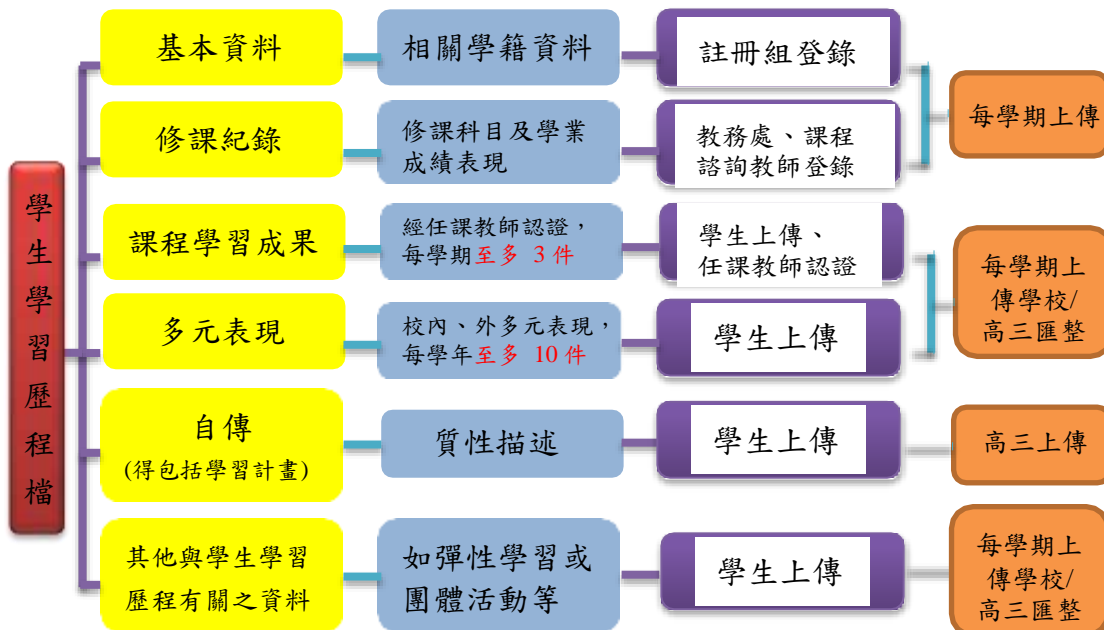 學生學習歷程檔
基本資料
相關學籍資料
註冊組登錄
每學期上傳
修課紀錄
修課科目及學業
成績表現
教務處、課程
諮詢教師登錄
課程學習成果
經任課教師認證，
每學期至多 3 件
學生上傳、
任課教師認證
每學期上
傳學校/
高三匯整
多元表現
校內、外多元表現，
每學年至多 10 件
學生上傳
自傳
(得包括學習計畫)
質性描述
學生上傳
高三上傳
其他與學生學習
歷程有關之資料
如彈性學習或
團體活動等
學生上傳
每學期上
傳學校/
高三匯整